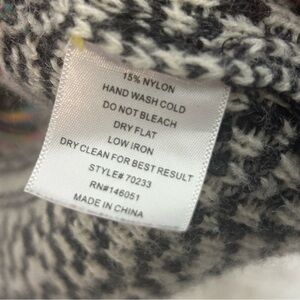 15% NYLON
HAND WASH COLD
DO NOT BLEACH
DRY FLAT
LOW IRON
DRY CLEAN FOR BEST RESULT
STYLE# 70233
RN#146051
MADE IN CHINA